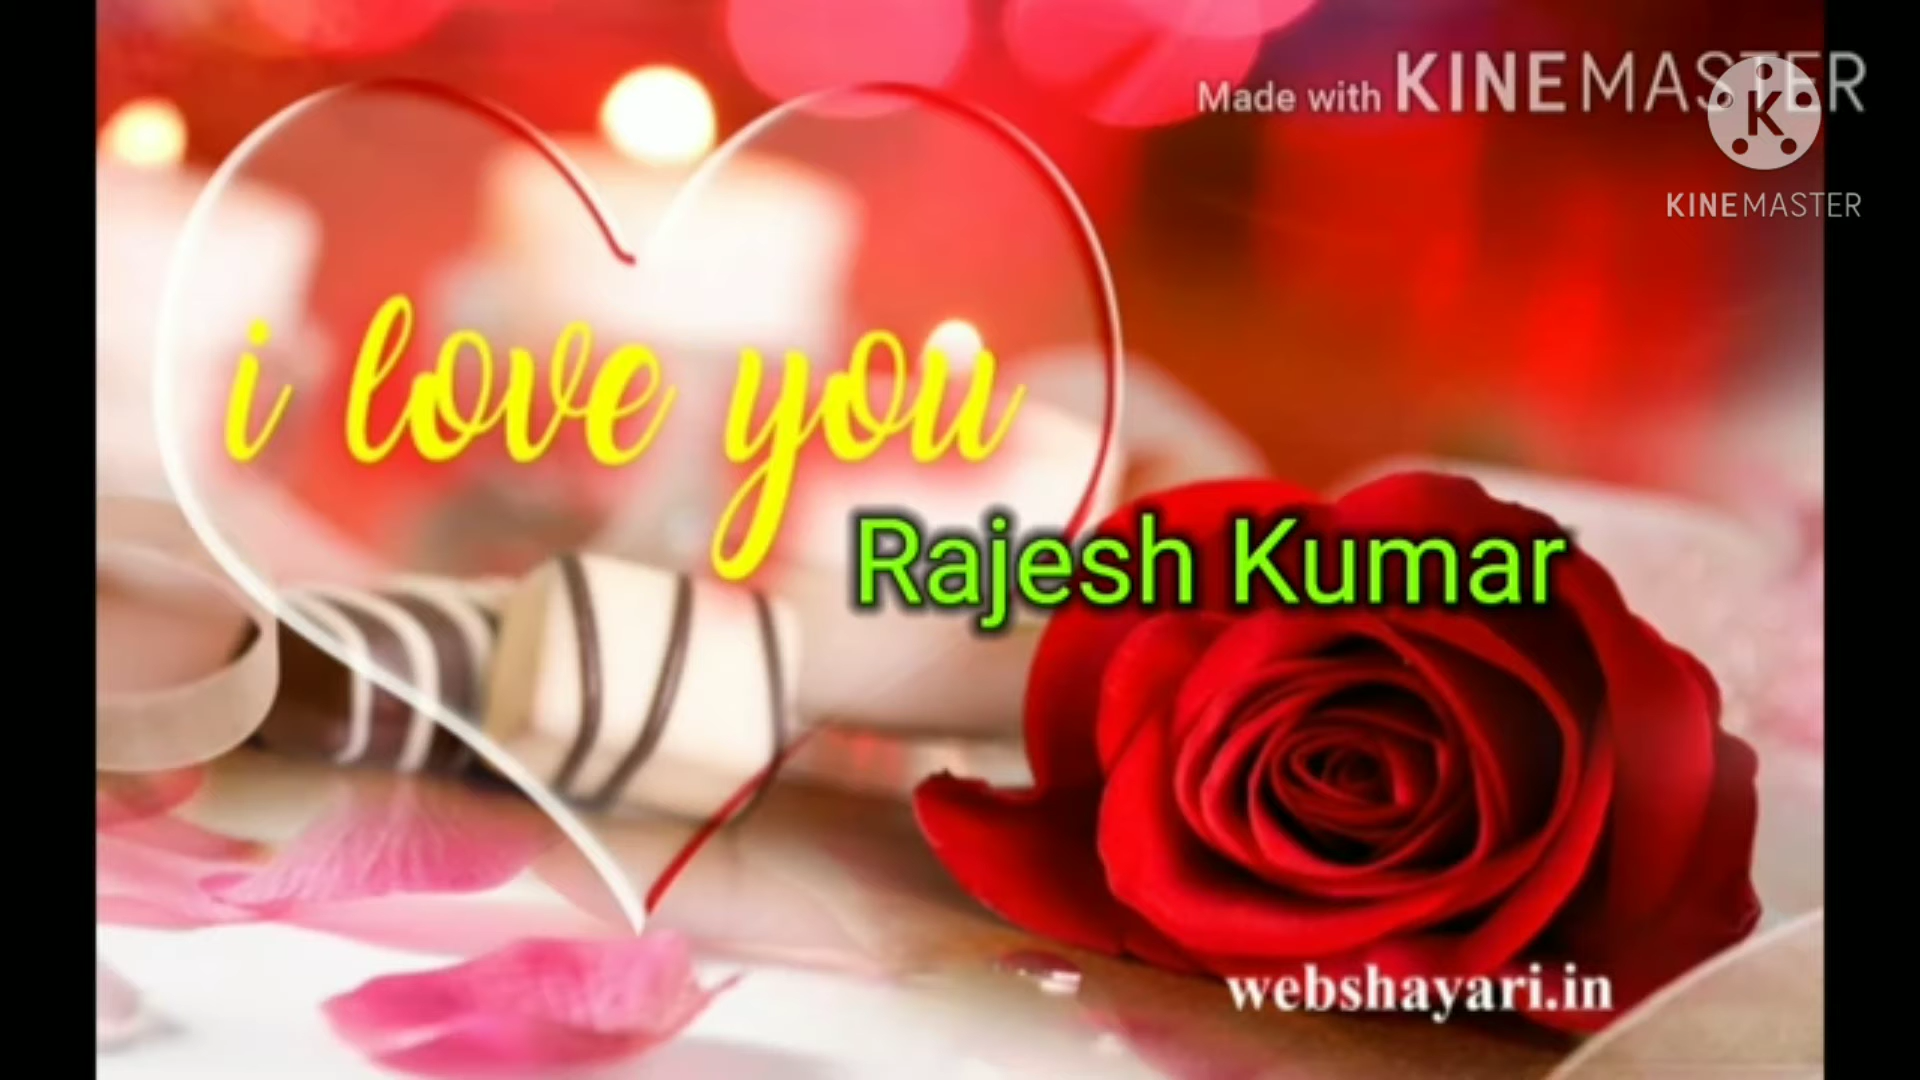 Made with KINEMASTER
K
KINEMASTER
i love you
Rajesh Kumar
webshayari.in